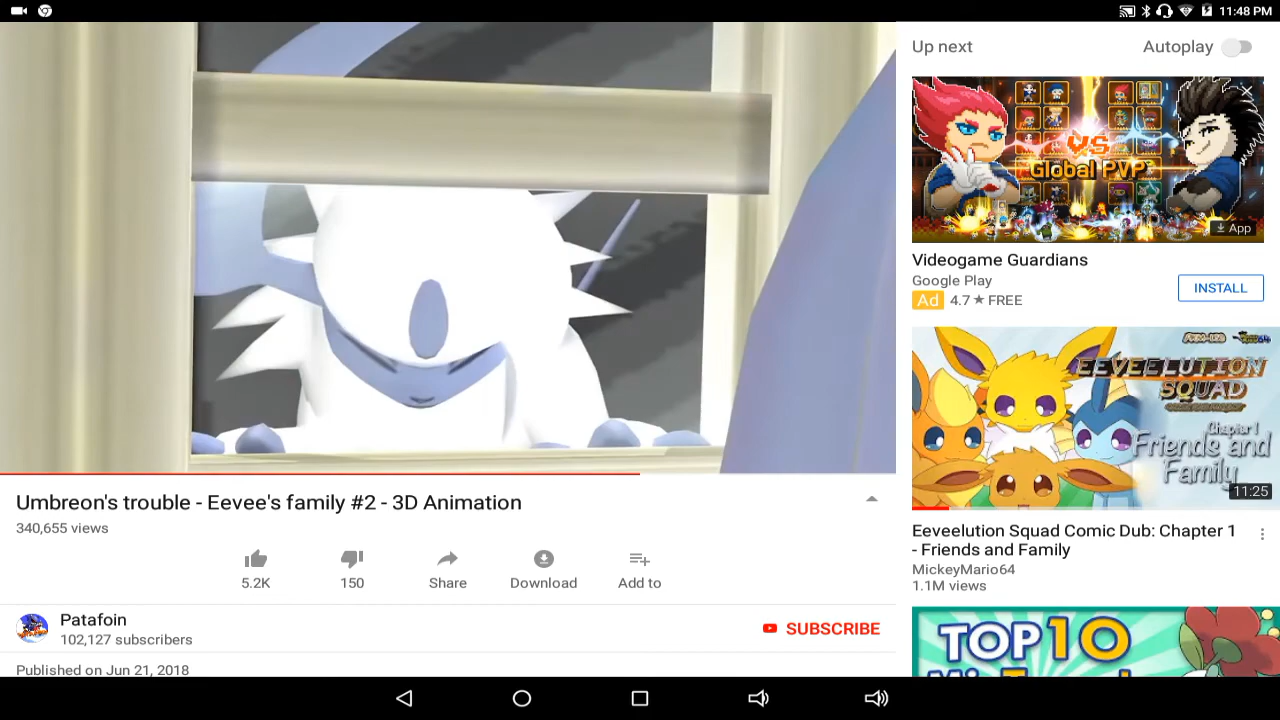 11:48 PM
Up next
Autoplay
VS
Global PVP
App
Videogame Guardians
Google Play
Ad 4.7 ★ FREE
INSTALL
EEVEELUTION
SQUAD
Chapter 1
Friends and
Family
11:25
Umbreon's trouble - Eevee's family #2 - 3D Animation
340,655 views
5.2K
150
Share
Download
Add to
Eeveelution Squad Comic Dub: Chapter 1
- Friends and Family
MickeyMario64
1.1M views
Patafoin
102,127 subscribers
SUBSCRIBE
Published on Jun 21, 2018
TOP 10